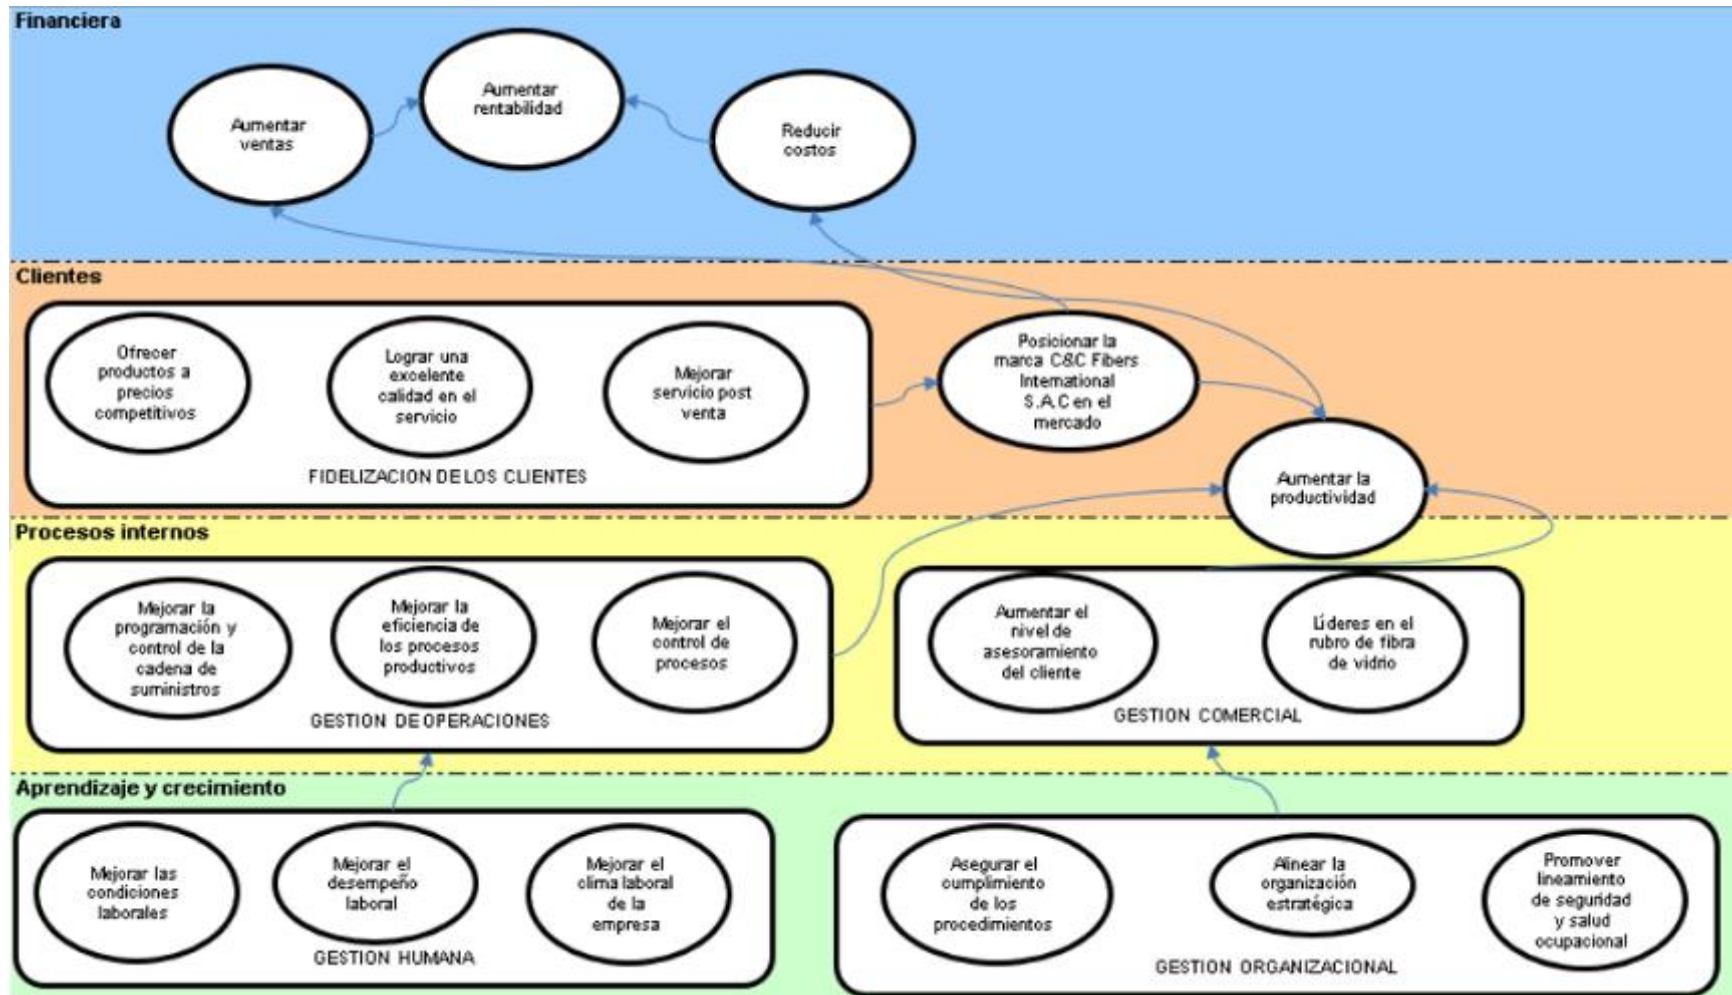 Financiera
Aumentar
ventas
Aumentar
rentabilidad
Reducir
costos
Clientes
Ofrecer
productos a
precios
competitivos
Lograr una
excelente
calidad en el
servicio
Mejorar
servicio post
venta
FIDELIZACION DE LOS CLIENTES
Posicionar la
marca C&C Fibers
International
S.A.C en el
mercado
Aumentar la
productividad
Procesos internos
Mejorar la
programación y
control de la
cadena de
suministros
Mejorar la
eficiencia de
los procesos
productivos
Mejorar el
control de
procesos
GESTION DE OPERACIONES
Aumentar el
nivel de
asesoramiento
del cliente
Líderes en el
rubro de fibra
de vidrio
GESTION COMERCIAL
Aprendizaje y crecimiento
Mejorar las
condiciones
laborales
Mejorar el
desempeño
laboral
Mejorar el
clima laboral
de la
empresa
GESTION HUMANA
Asegurar el
cumplimiento
de los
procedimientos
Alinear la
organización
estratégica
Promover
lineamiento
de seguridad
y salud
ocupacional
GESTION ORGANIZACIONAL